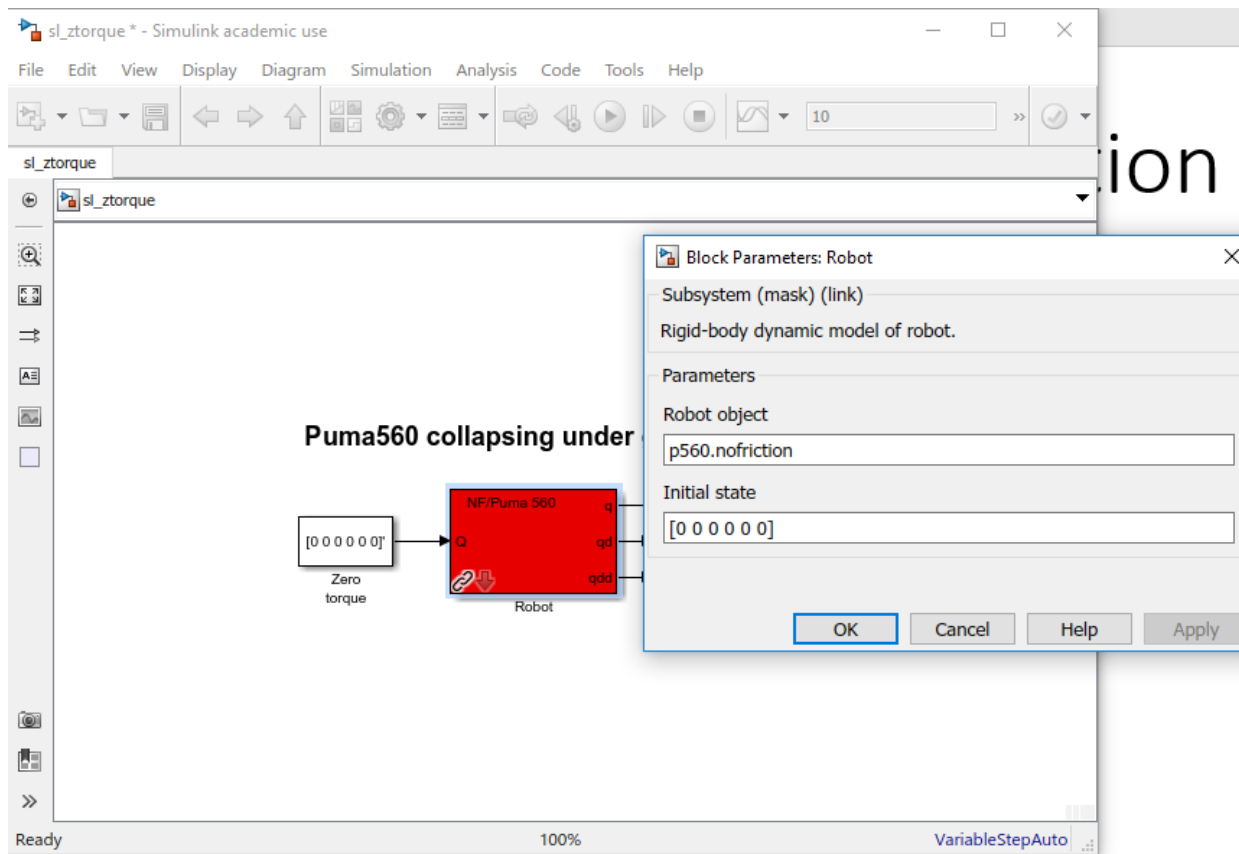 sl_ztorque * - Simulink academic use
File Edit View Display Diagram Simulation Analysis Code Tools Help
10
sl_ztorque
sl_ztorque
Puma560 collapsing under
[0 0 0 0 0 0]'
Zero
torque
NF/Puma 560
Q
q
qd
qdd
Robot
Block Parameters: Robot
Subsystem (mask) (link)
Rigid-body dynamic model of robot.
Parameters
Robot object
p560.nofriction
Initial state
[0 0 0 0 0 0]
OK Cancel Help Apply
Ready 100% VariableStepAuto